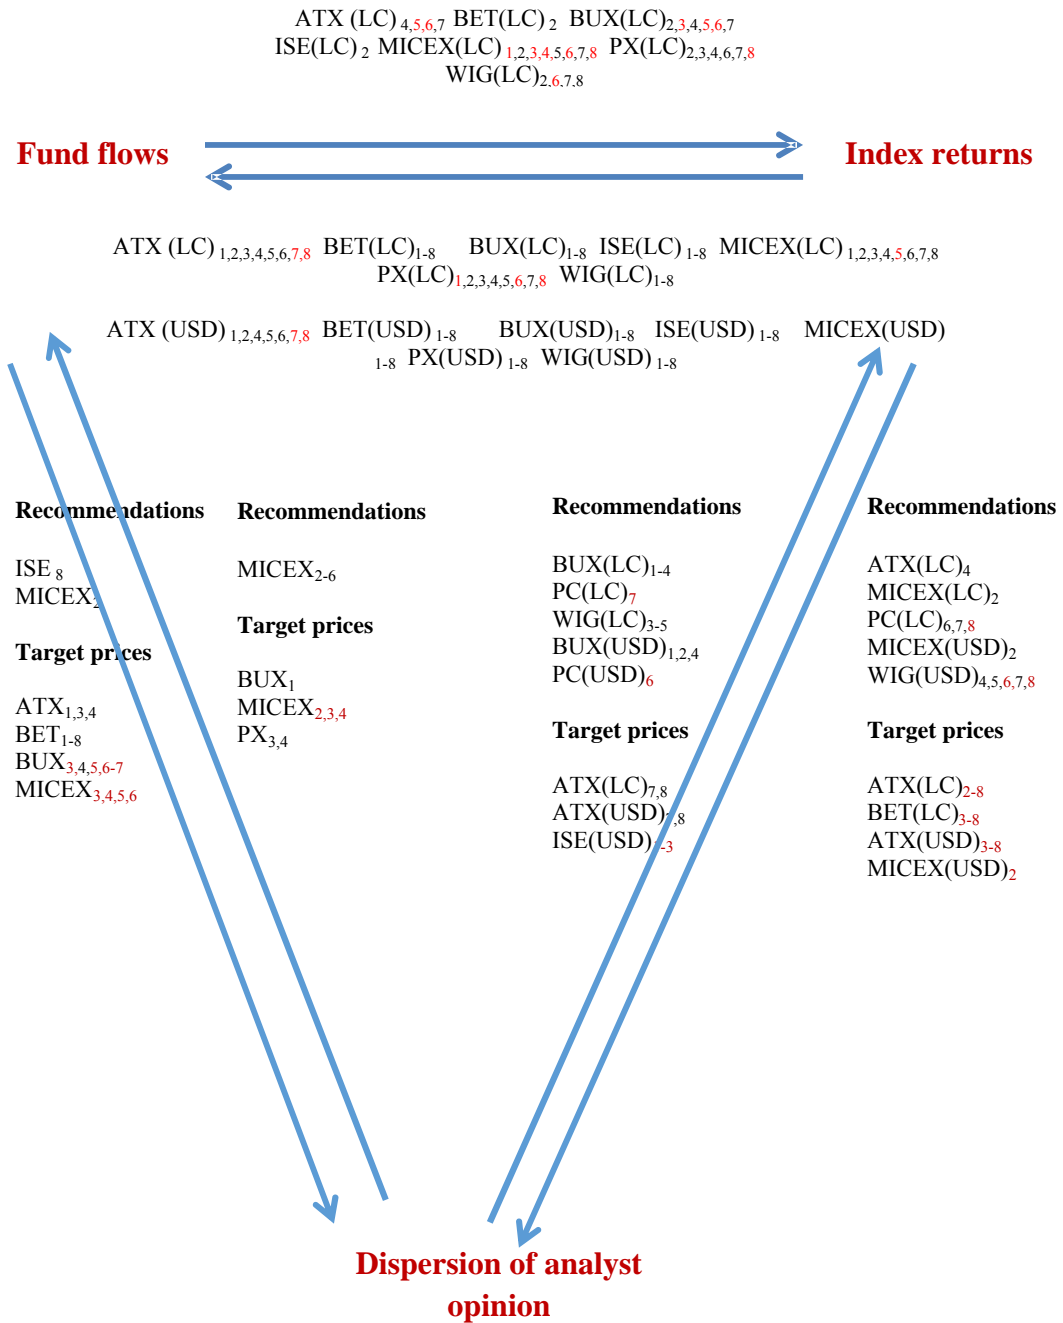 ATX (LC) 4,5,6,7 BET(LC) 2 BUX(LC)2,3,4,5,6,7
ISE(LC) 2 MICEX(LC) 1,2,3,4,5,6,7,8 PX(LC)2,3,4,6,7,8
WIG(LC)2,6,7,8
Fund flows
Index returns
ATX (LC) 1,2,3,4,5,6,7,8 BET(LC)1-8 BUX(LC)1-8 ISE(LC) 1-8 MICEX(LC) 1,2,3,4,5,6,7,8
PX(LC)1,2,3,4,5,6,7,8 WIG(LC)1-8
ATX (USD) 1,2,4,5,6,7,8 BET(USD) 1-8 BUX(USD)1-8 ISE(USD) 1-8 MICEX(USD)
1-8 PX(USD) 1-8 WIG(USD) 1-8
Recommendations
ISE 8
MICEX2
Target prices
ATX1,3,4
BET1-8
BUX3,4,5,6-7
MICEX3,4,5,6
Recommendations
MICEX2-6
Target prices
BUX1
MICEX2,3,4
PX3,4
Recommendations
BUX(LC)1-4
PC(LC)7
WIG(LC)3-5
BUX(USD)1,2,4
PC(USD)6
Target prices
ATX(LC)7,8
ATX(USD) ,8
ISE(USD) -3
Recommendations
ATX(LC)4
MICEX(LC)2
PC(LC)6,7,8
MICEX(USD)2
WIG(USD)4,5,6,7,8
Target prices
ATX(LC)2-8
BET(LC)3-8
ATX(USD)3-8
MICEX(USD)2
Dispersion of analyst
opinion